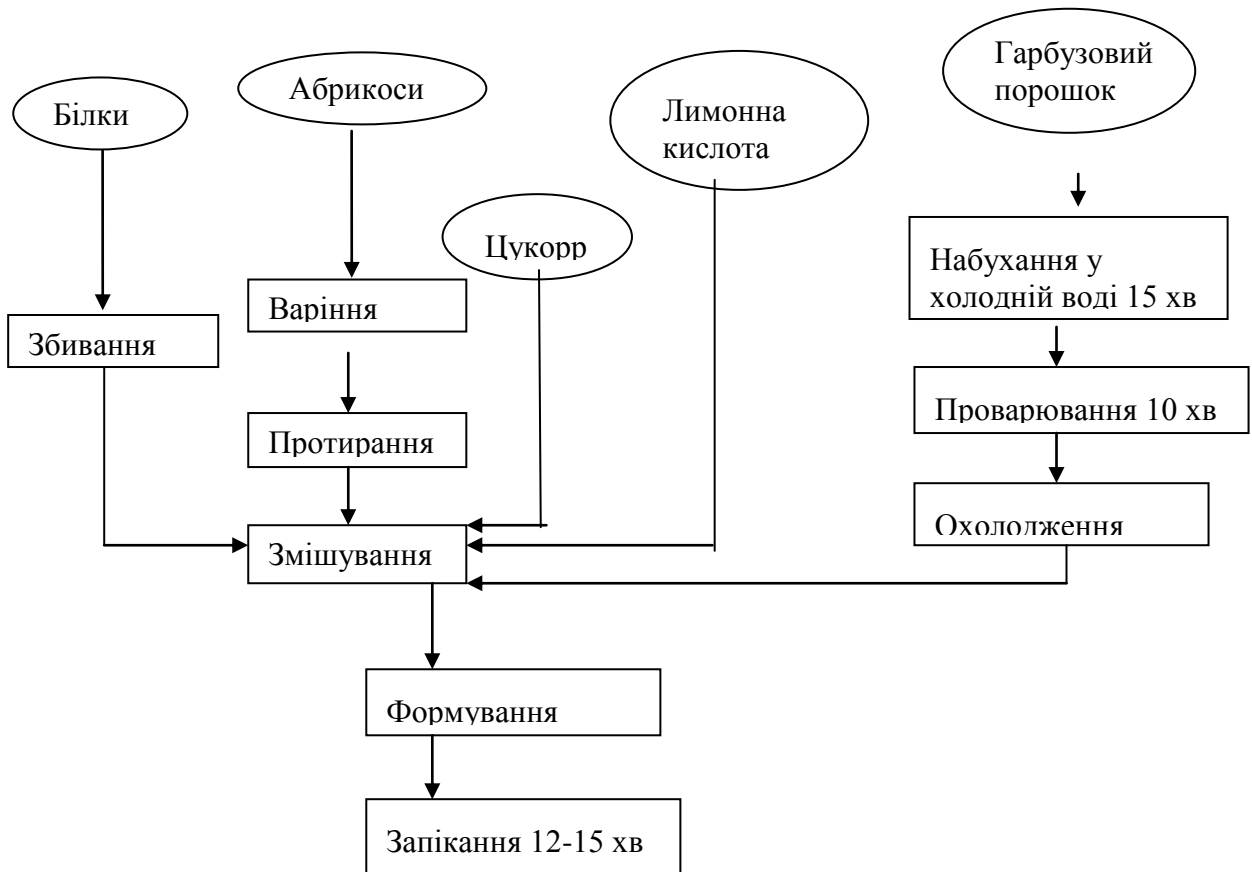 Гарбузовий
порошок
Абрикоси
Білки
Лимонна
кислота
Цукорр
Набухання у
холодній воді 15 хв
Варіння
Збивання
Проварювання 10 хв
Протирання
Охолодження
Змішування
Формування
Запікання 12-15 хв